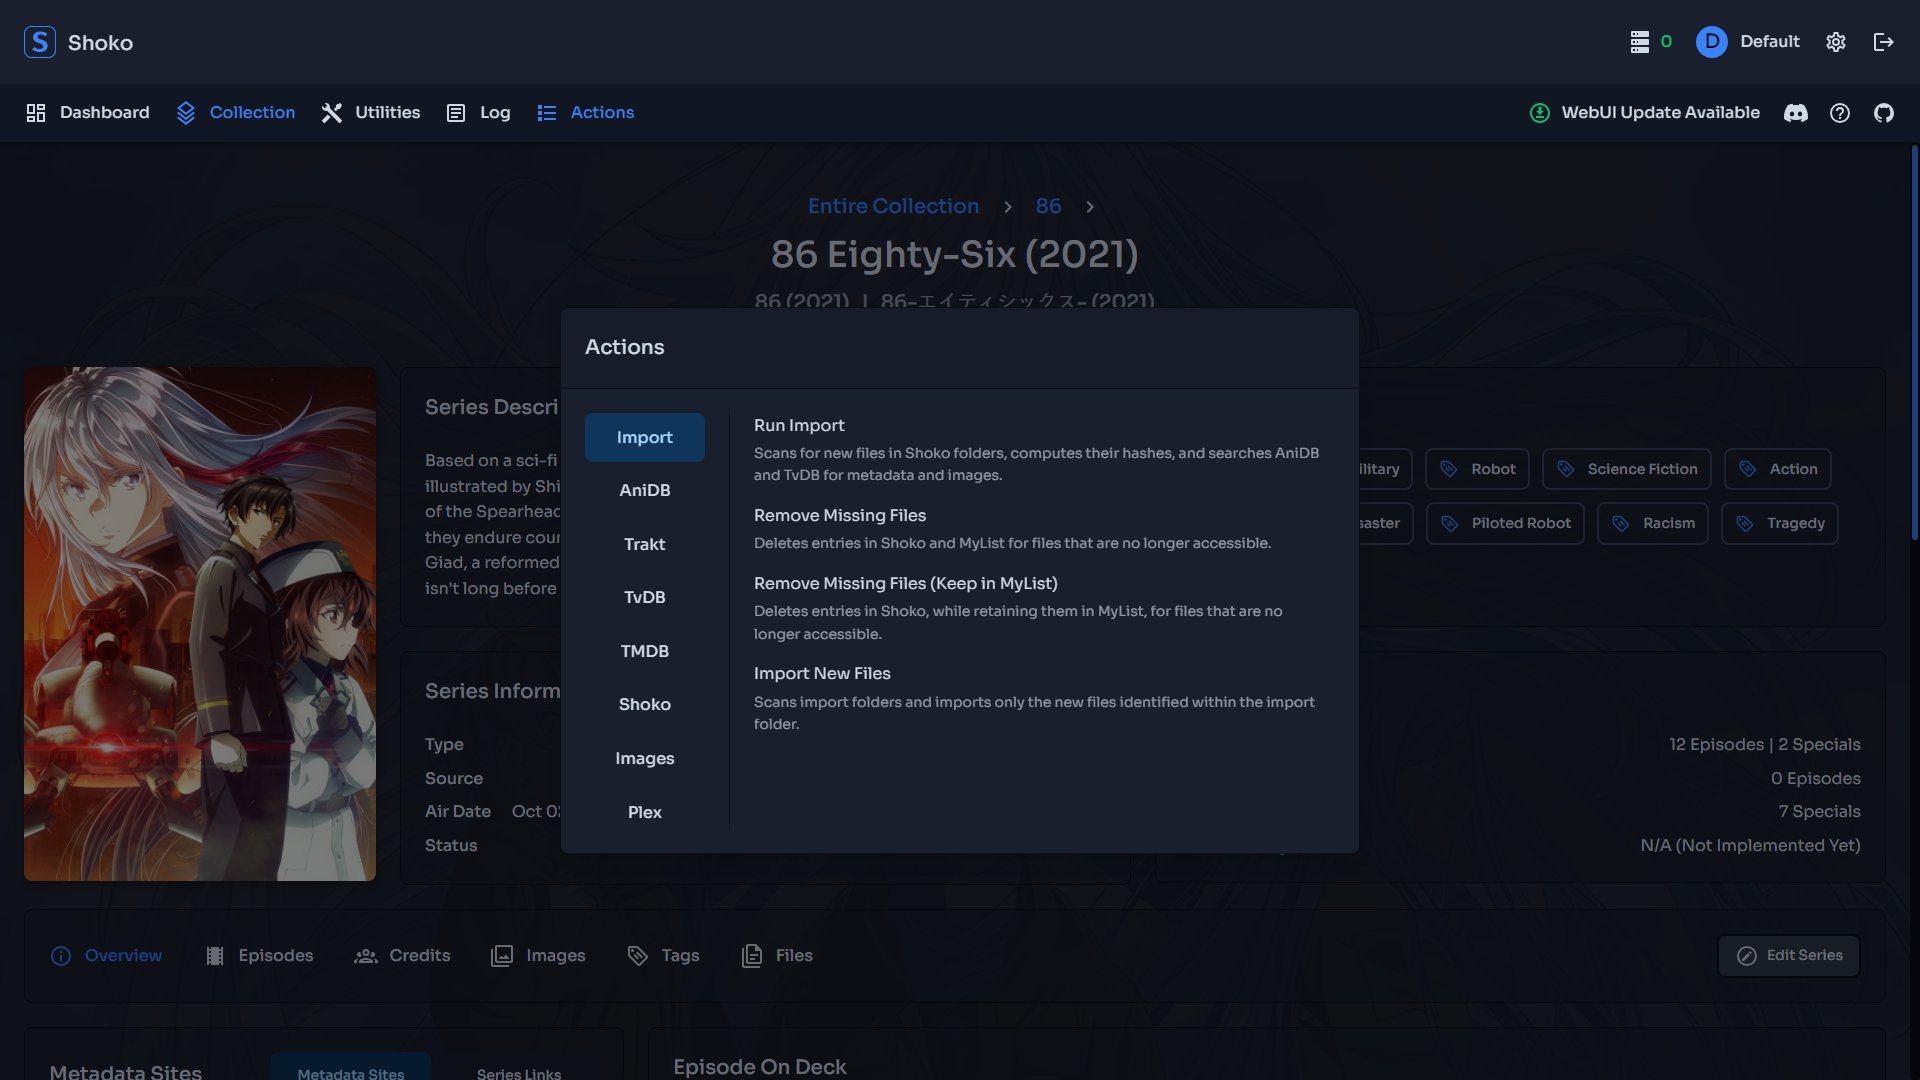 S Shoko
0
D Default
Dashboard
Collection
Utilities
Log
Actions
WebUI Update Available
Entire Collection > 86 >
86 Eighty-Six (2021)
86 (2021) | 86-エイティシックス- (2021)
Actions
Import
AniDB
Trakt
TvDB
TMDB
Shoko
Images
Plex
Run Import
Scans for new files in Shoko folders, computes their hashes, and searches AniDB
and TvDB for metadata and images.
Remove Missing Files
Deletes entries in Shoko and MyList for files that are no longer accessible.
Remove Missing Files (Keep in MyList)
Deletes entries in Shoko, while retaining them in MyList, for files that are no
longer accessible.
Import New Files
Scans import folders and imports only the new files identified within the import
folder.
Series Descri
Based on a sci-fi
illustrated by Shi
of the Spearhead
they endure cour
Giad, a reformed
isn't long before
ilitary
Robot
Science Fiction
Action
saster
Piloted Robot
Racism
Tragedy
Series Inform
Type
Source
Air Date Oct 0
Status
12 Episodes | 2 Specials
0 Episodes
7 Specials
N/A (Not Implemented Yet)
Overview
Episodes
Credits
Images
Tags
Files
Edit Series
Metadata Sites
Metadata Sites
Series Links
Episode On Deck